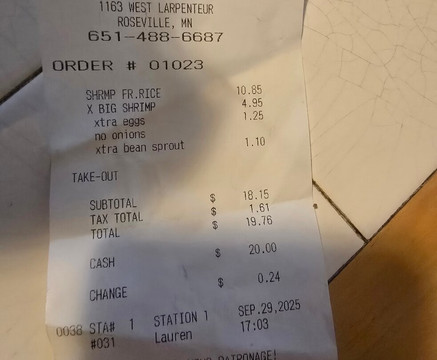 1163 WEST LARPENTEUR
ROSEVILLE, MN
651-488-6687
ORDER # 01023
SHRMP FR.RICE 10.85
X BIG SHRIMP 4.95
xtra eggs 1.25
no onions
xtra bean sprout 1.10
TAKE-OUT
SUBTOTAL $ 18.15
TAX TOTAL $ 1.61
TOTAL $ 19.76
CASH $ 20.00
CHANGE $ 0.24
0038 STA# 1 STATION 1 SEP.29,2025
#031 Lauren 17:03
PATRONAGE!